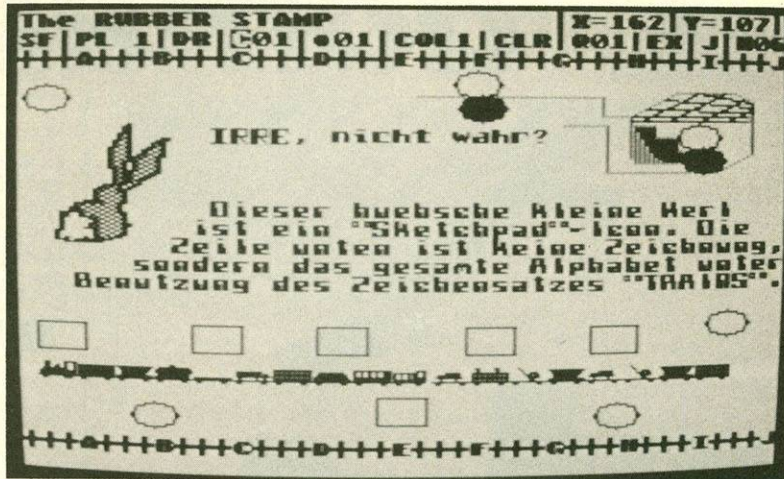 The RUBBER STAMP X=162 Y=107
SF PL 1 DR 01 ●01 COL1 CLR R01 EX J
A B C D E F G H I J
IRRE, nicht wahr?
Dieser huebsche kleine Kerl
ist ein ""Sketchpad""-Icon. Die
Zeile unten ist keine Zeichnung,
sondern das gesamte Alphabet unter
Benutzung des Zeichensatzes ""TRAINS"".
A B C D E F G H I J